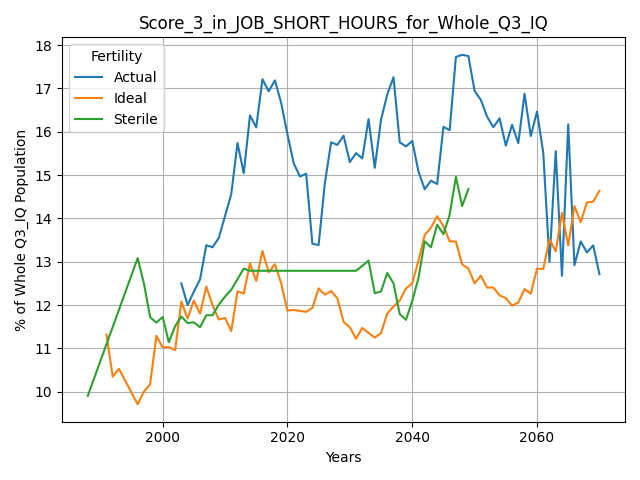 Score_3_in_JOB_SHORT_HOURS_for_Whole_Q3_IQ
% of Whole Q3_IQ Population
18
17
16
15
14
13
12
11
10
Fertility
Actual
Ideal
Sterile
2000 2020 2040 2060
Years